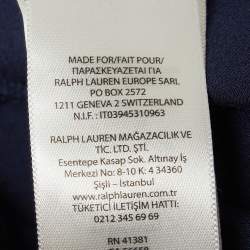 MADE FOR/FAIT POUR/
ΠΑΡΑΣΚΕΥΑΖΕΤΑΙ ΓΙΑ
RALPH LAUREN EUROPE SARL
PO BOX 2572
1211 GENEVA 2 SWITZERLAND
N.I.F. : IT03945310963
RALPH LAUREN MAĞAZACILIK VE
TİC. LTD. ŞTİ.
Esentepe Kasap Sok. Altınay İş
Merkezi No: 8-10 K: 4 34360
Şişli - İstanbul
www.ralphlauren.com
TÜKETİCİ İLETİŞİM HATTI:
0212 345 69 69
RN 41381